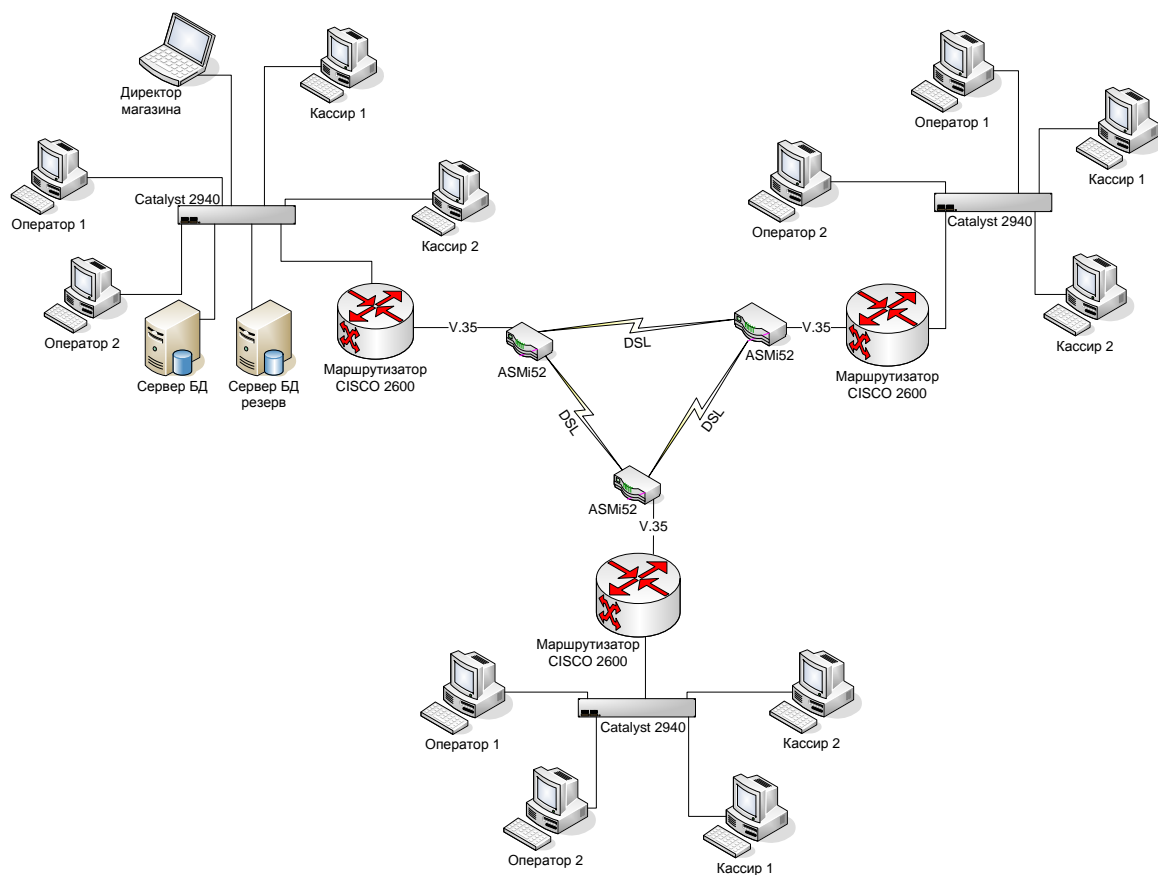 Директор
магазина
Кассир 1
Оператор 1
Catalyst 2940
Кассир 2
Оператор 2
Сервер БД
Сервер БД
резерв
Маршрутизатор
CISCO 2600
V.35
ASMi52
DSL
ASMi52
V.35
Маршрутизатор
CISCO 2600
Оператор 1
Кассир 1
Оператор 2
Catalyst 2940
Кассир 2
DSL
DSL
ASMi52
V.35
Маршрутизатор
CISCO 2600
Оператор 1
Catalyst 2940
Кассир 2
Оператор 2
Кассир 1